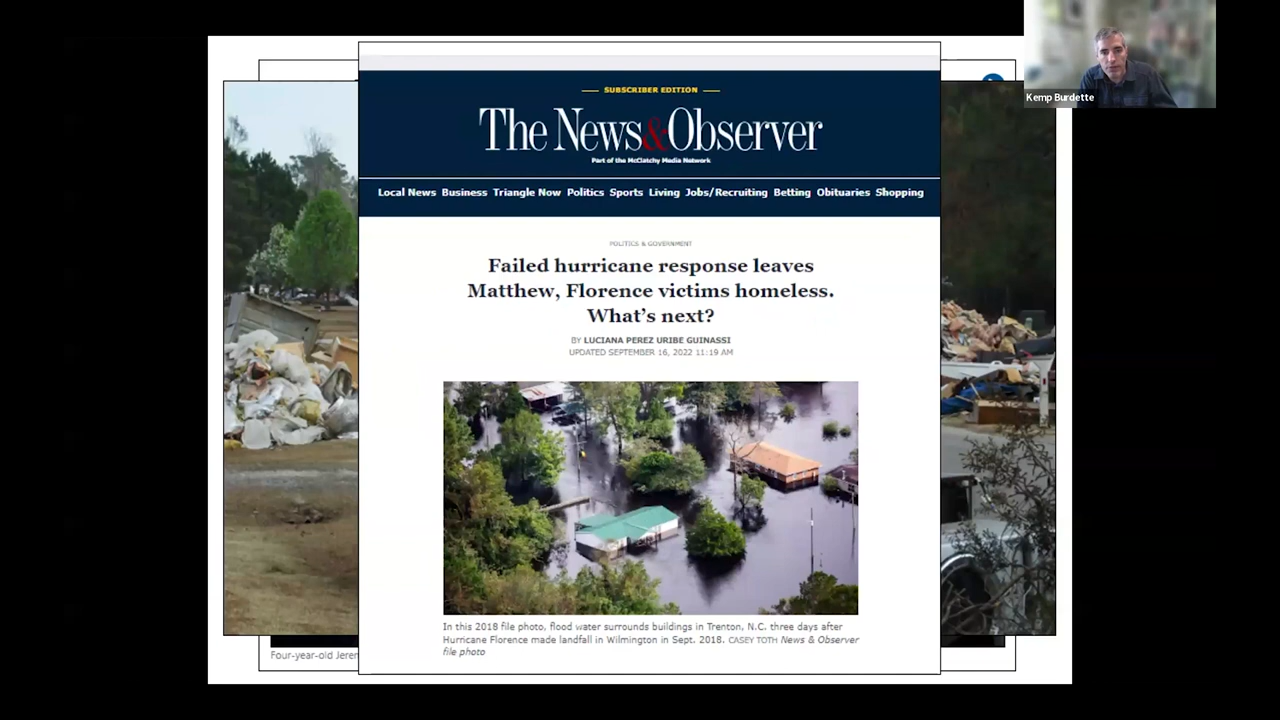 Kemp Burdette
SUBSCRIBER EDITION
The News&Observer
Part of the McClatchy Media Network
Local News Business Triangle Now Politics Sports Living Jobs/Recruiting Betting Obituaries Shopping
POLITICS & GOVERNMENT
Failed hurricane response leaves
Matthew, Florence victims homeless.
What's next?
BY LUCIANA PEREZ URIBE GUINASSI
UPDATED SEPTEMBER 16, 2022 11:19 AM
In this 2018 file photo, flood water surrounds buildings in Trenton, N.C. three days after
Hurricane Florence made landfall in Wilmington in Sept. 2018. CASEY TOTH News & Observer
file photo
Four-year-old Jerem